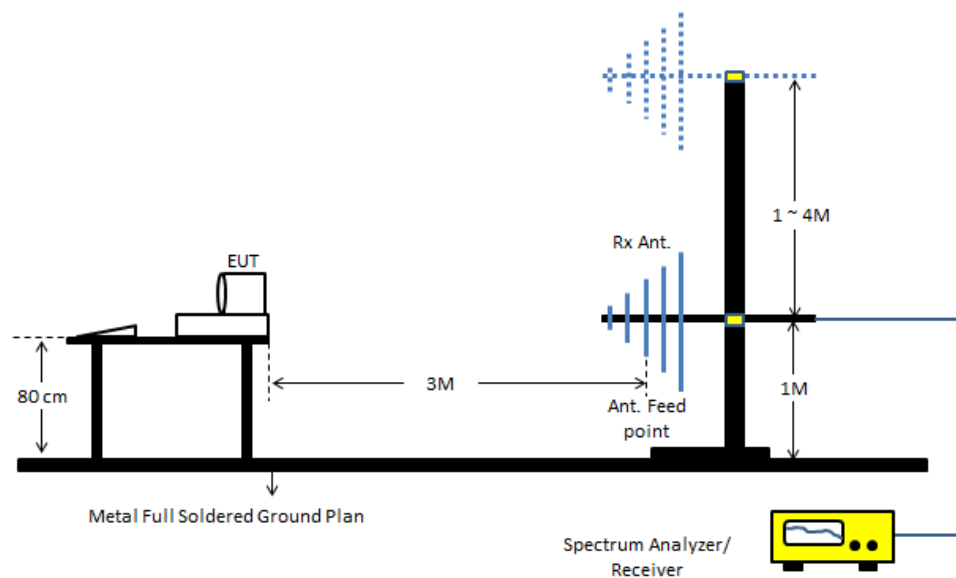 1 ~ 4M
Rx Ant.
EUT
80 cm
3M
1M
Ant. Feed
point
Metal Full Soldered Ground Plan
Spectrum Analyzer/
Receiver